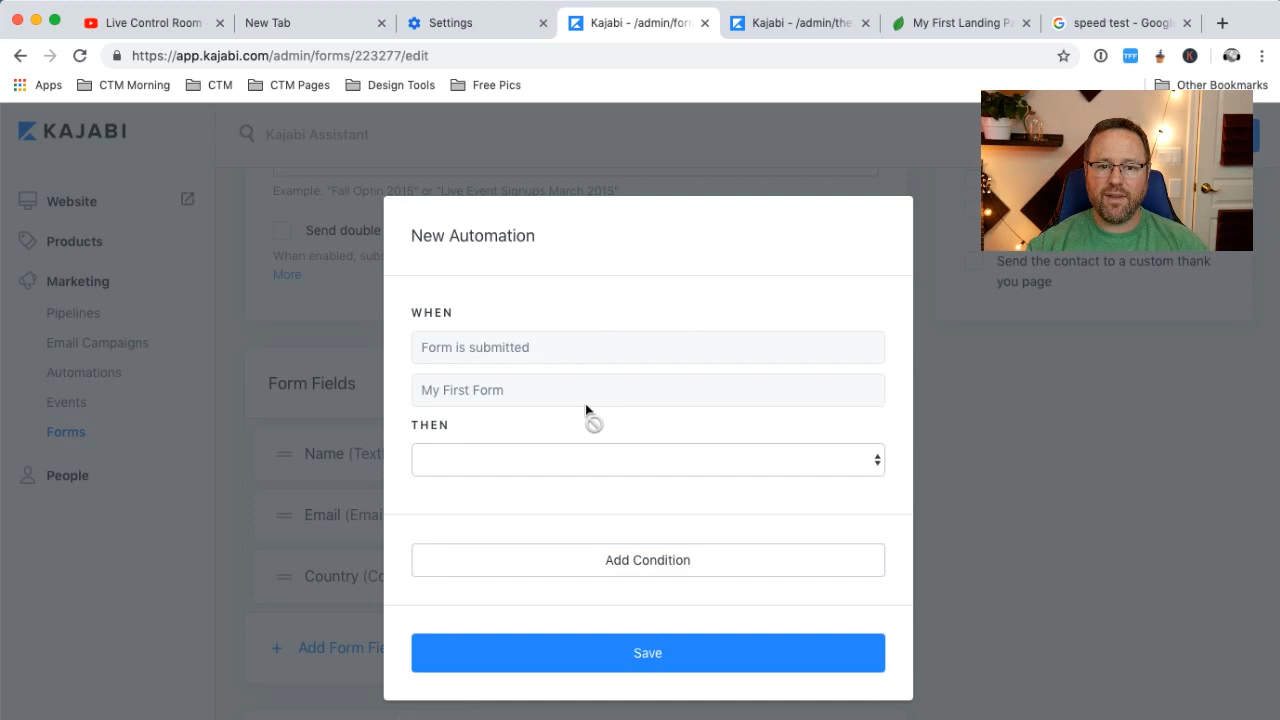 Live Control Room
New Tab
Settings
Kajabi - /admin/for
Kajabi - /admin/the
My First Landing Pa
speed test - Google
https://app.kajabi.com/admin/forms/223277/edit
Apps
CTM Morning
CTM
CTM Pages
Design Tools
Free Pics
Other Bookmarks
KAJABI
Kajabi Assistant
Website
Products
Marketing
Pipelines
Email Campaigns
Automations
Events
Forms
People
Example: "Fall Optin 2015" or "Live Event Signups March 2015"
Send double
When enabled, subs
More
Send the contact to a custom thank
you page
Form Fields
Name (Text
Email (Emai
Country (Co
+ Add Form Fie
New Automation
WHEN
Form is submitted
My First Form
THEN
Add Condition
Save